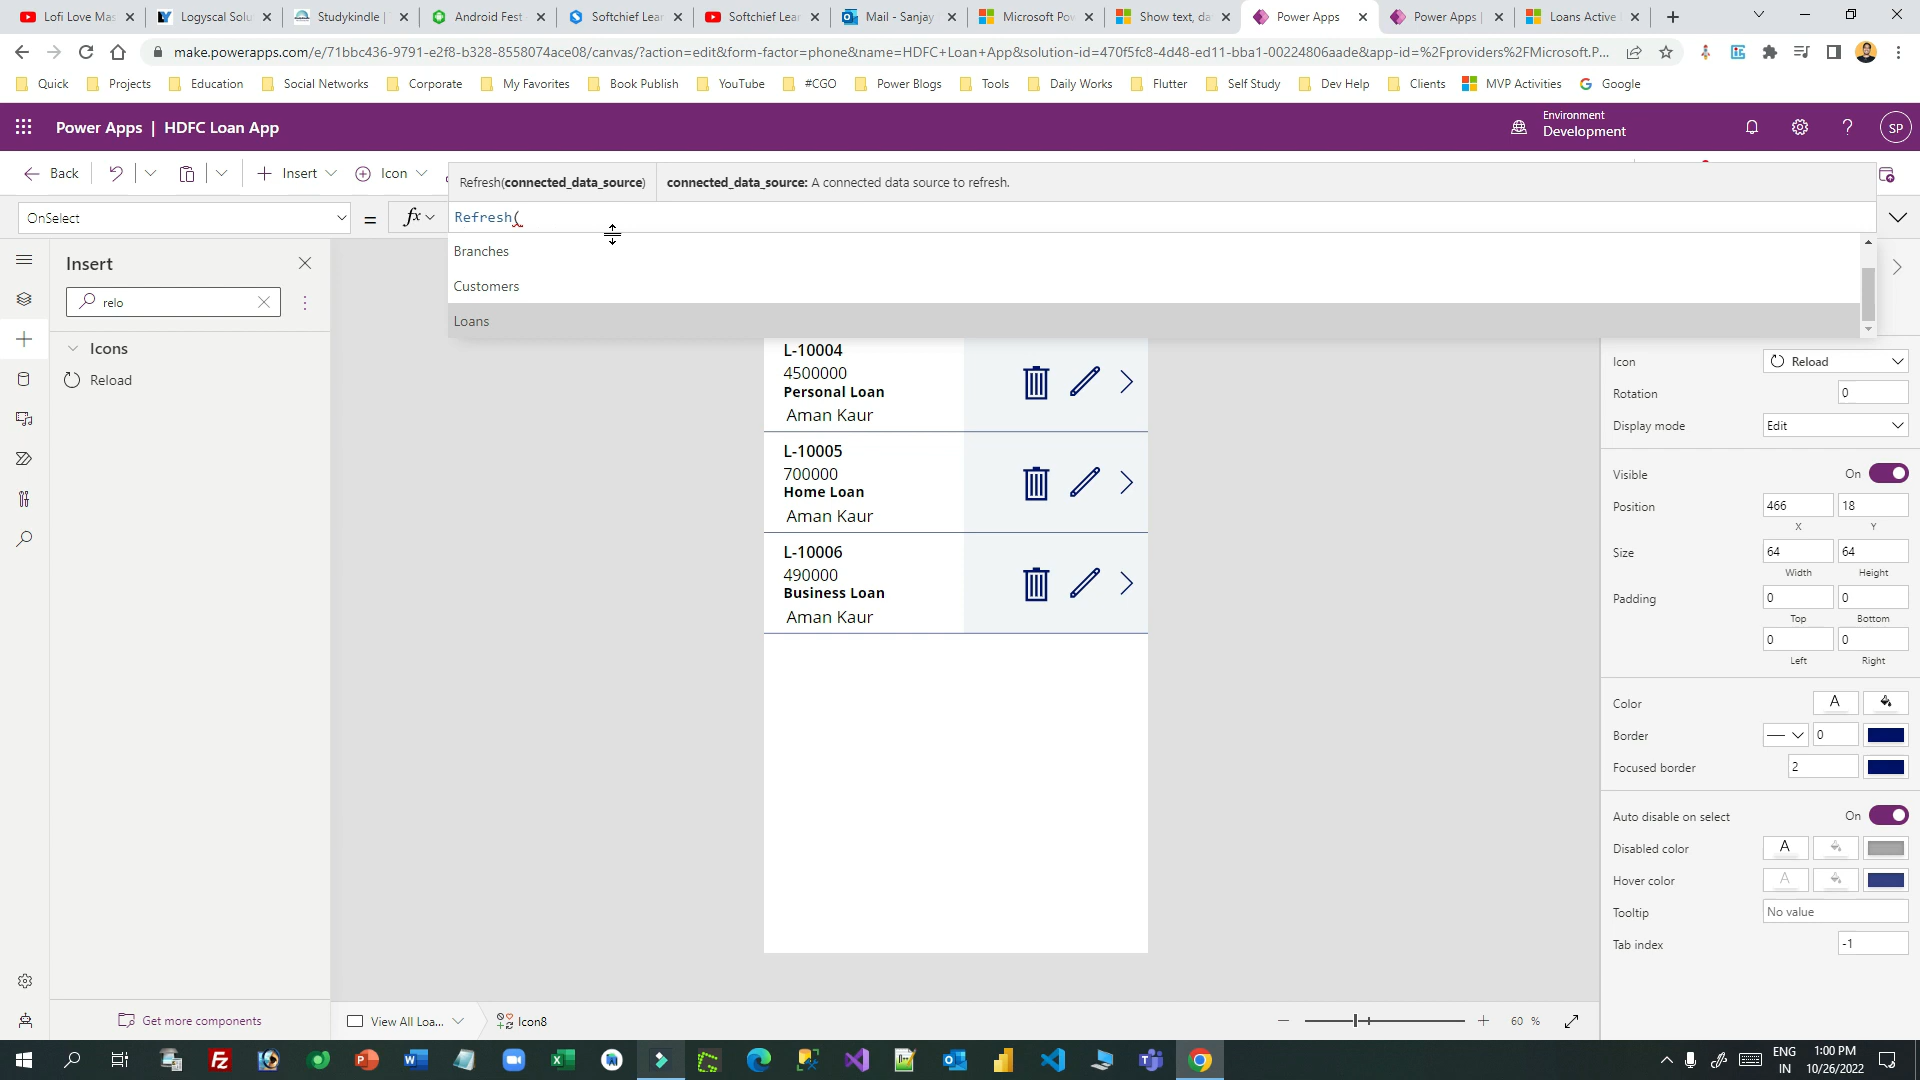 Lofi Love Mas
Logyscal Solu
Studykindle |
Android Fest
Softchief Lear
Softchief Lear
Mail - Sanjay
Microsoft Pov
Show text, da
Power Apps
Power Apps |
Loans Active
make.powerapps.com/e/71bbc436-9791-e2f8-b328-8558074ace08/canvas/?action=edit&form-factor=phone&name=HDFC+Loan+App&solution-id=470f5fc8-4d48-ed11-bba1-00224806aade&app-id=%2Fproviders%2FMicrosoft.P...
Quick
Projects
Education
Social Networks
Corporate
My Favorites
Book Publish
YouTube
#CGO
Power Blogs
Tools
Daily Works
Flutter
Self Study
Dev Help
Clients
MVP Activities
Google
Power Apps | HDFC Loan App
Environment
Development
SP
Back
Insert
Icon
Refresh(connected_data_source)
connected_data_source: A connected data source to refresh.
OnSelect
=
fx
Refresh(
Branches
Customers
Loans
Insert
relo
Icons
Reload
L-10004
4500000
Personal Loan
Aman Kaur
L-10005
700000
Home Loan
Aman Kaur
L-10006
490000
Business Loan
Aman Kaur
Icon
Reload
Rotation
0
Display mode
Edit
Visible
On
Position
466
18
X
Y
Size
64
64
Width
Height
Padding
0
0
Top
Bottom
0
0
Left
Right
Color
A
Border
0
Focused border
2
Auto disable on select
On
Disabled color
A
Hover color
A
Tooltip
No value
Tab index
-1
Get more components
View All Loa...
Icon8
60 %
ENG
IN
1:00 PM
10/26/2022